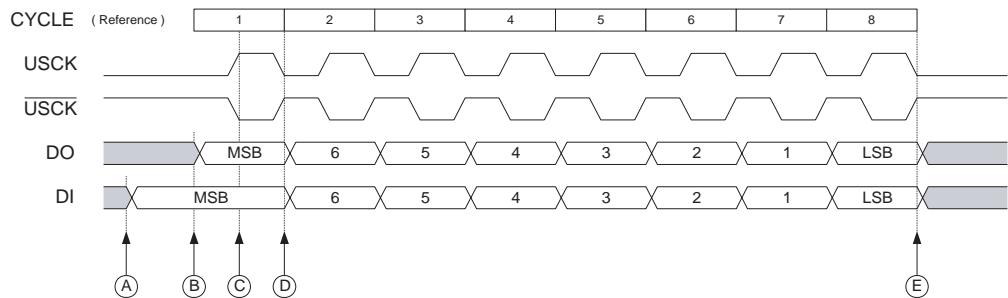 CYCLE ( Reference ) 1 2 3 4 5 6 7 8
USCK
USCK
DO MSB 6 5 4 3 2 1 LSB
DI MSB 6 5 4 3 2 1 LSB
A B C D E